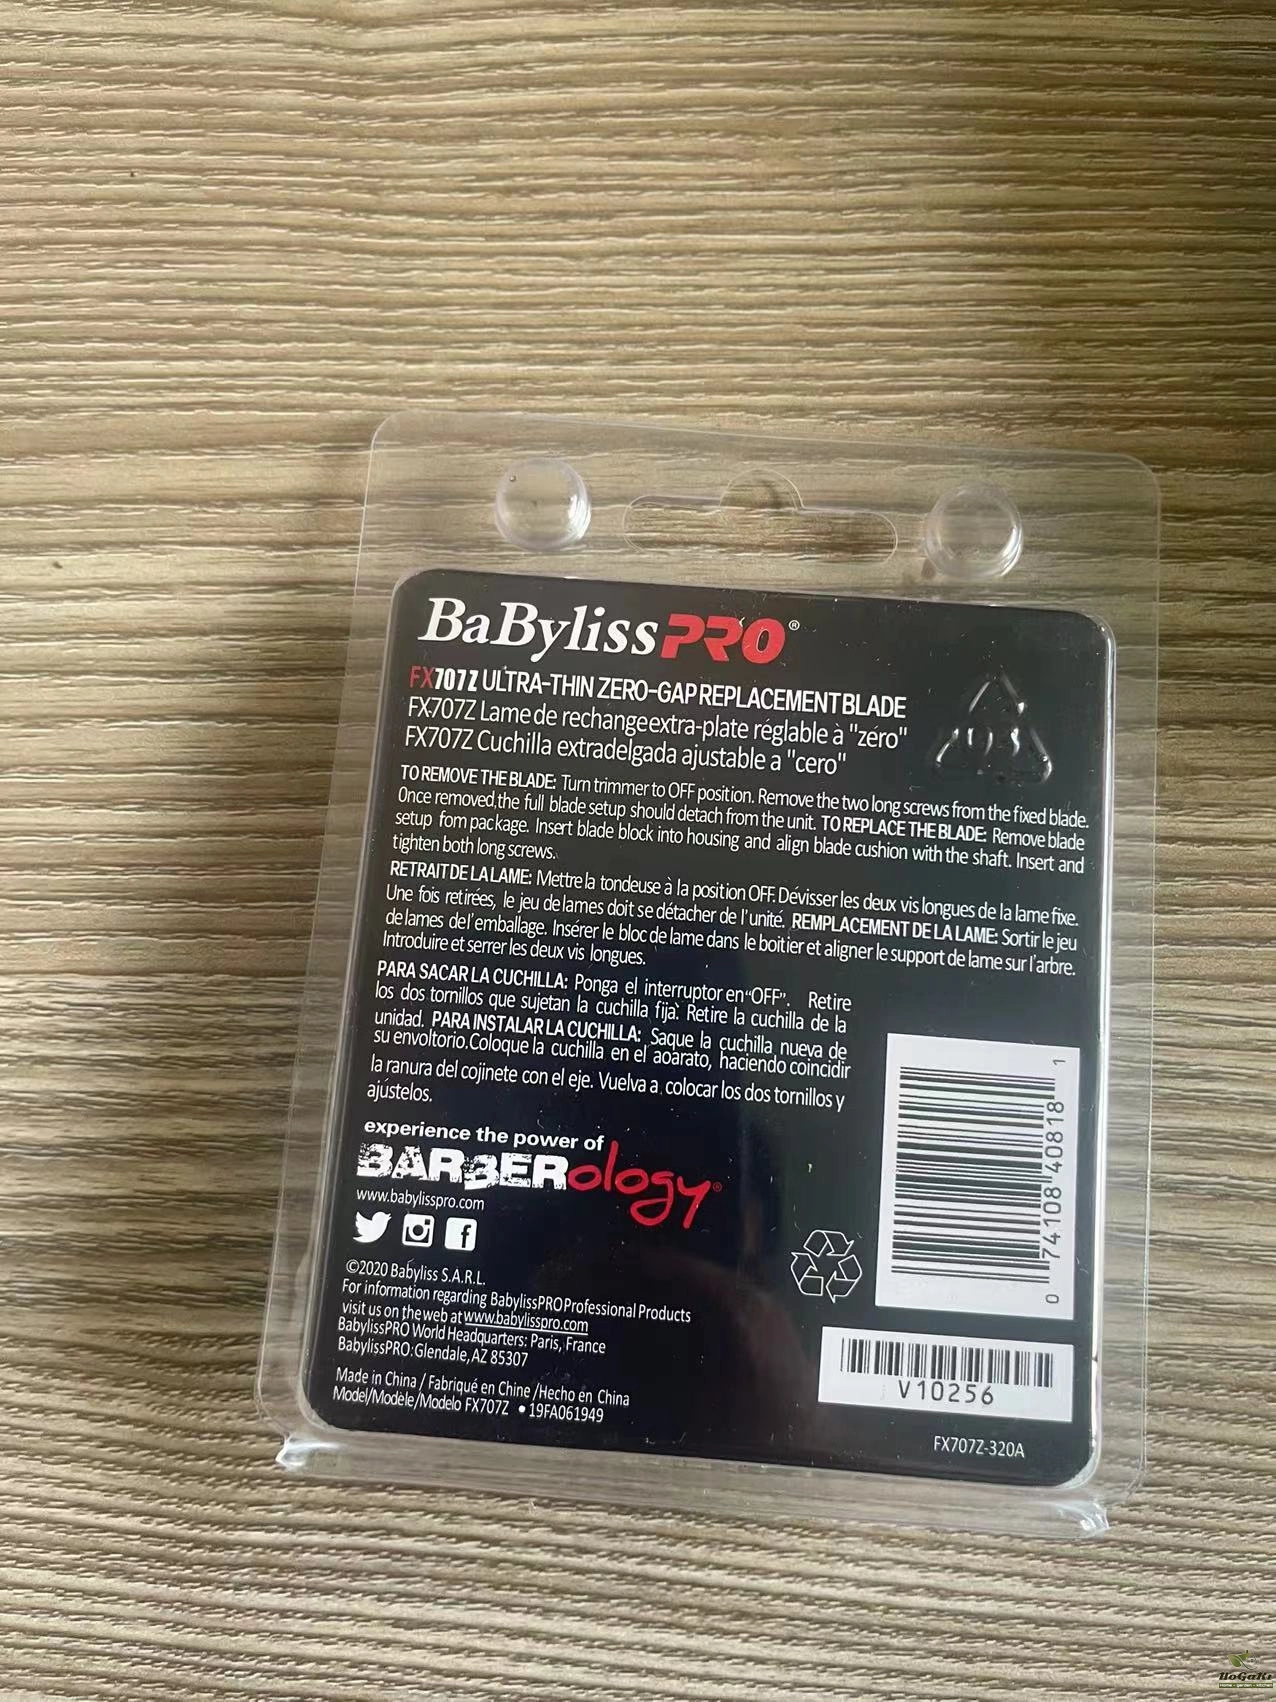 BaByliss PRO®
FX707Z ULTRA-THIN ZERO-GAP REPLACEMENT BLADE
FX707Z Lame de rechange extra-plate réglable à "zéro"
FX707Z Cuchilla extradelgada ajustable a "cero"
TO REMOVE THE BLADE: Turn trimmer to OFF position. Remove the two long screws from the fixed blade.
Once removed,the full blade setup should detach from the unit. TO REPLACE THE BLADE: Remove blade
setup fom package. Insert blade block into housing and align blade cushion with the shaft. Insert and
tighten both long screws.
RETRAIT DE LA LAME: Mettre la tondeuse à la position OFF. Dévisser les deux vis longues de la lame fixe.
Une fois retirées, le jeu de lames doit se détacher de l'unité. REMPLACEMENT DE LA LAME: Sortir le jeu
de lames del'emballage. Insérer le bloc de lame dans le boitier et aligner le support de lame sur l'arbre.
Introduire et serrer les deux vis longues.
PARA SACAR LA CUCHILLA: Ponga el interruptor en "OFF". Retire
los dos tornillos que sujetan la cuchilla fija. Retire la cuchilla de la
unidad. PARA INSTALAR LA CUCHILLA: Saque la cuchilla nueva de
su envoltorio.Coloque la cuchilla en el aoarato, haciendo coincidir
la ranura del cojinete con el eje. Vuelva a colocar los dos tornillos y
ajústelos.
experience the power of
BARBERology®
www.babylisspro.com
©2020 Babyliss S.A.R.L.
For information regarding BabylissPRO Professional Products
visit us on the web at www.babylisspro.com
BabylissPRO World Headquarters: Paris, France
BabylissPRO:Glendale, AZ 85307
Made in China / Fabriqué en Chine /Hecho en China
Model/Modèle/Modelo FX707Z • 19FA061949
0 74108 40818 1
V10256
FX707Z-320A
HoGaKi
Home - garden - kitchen